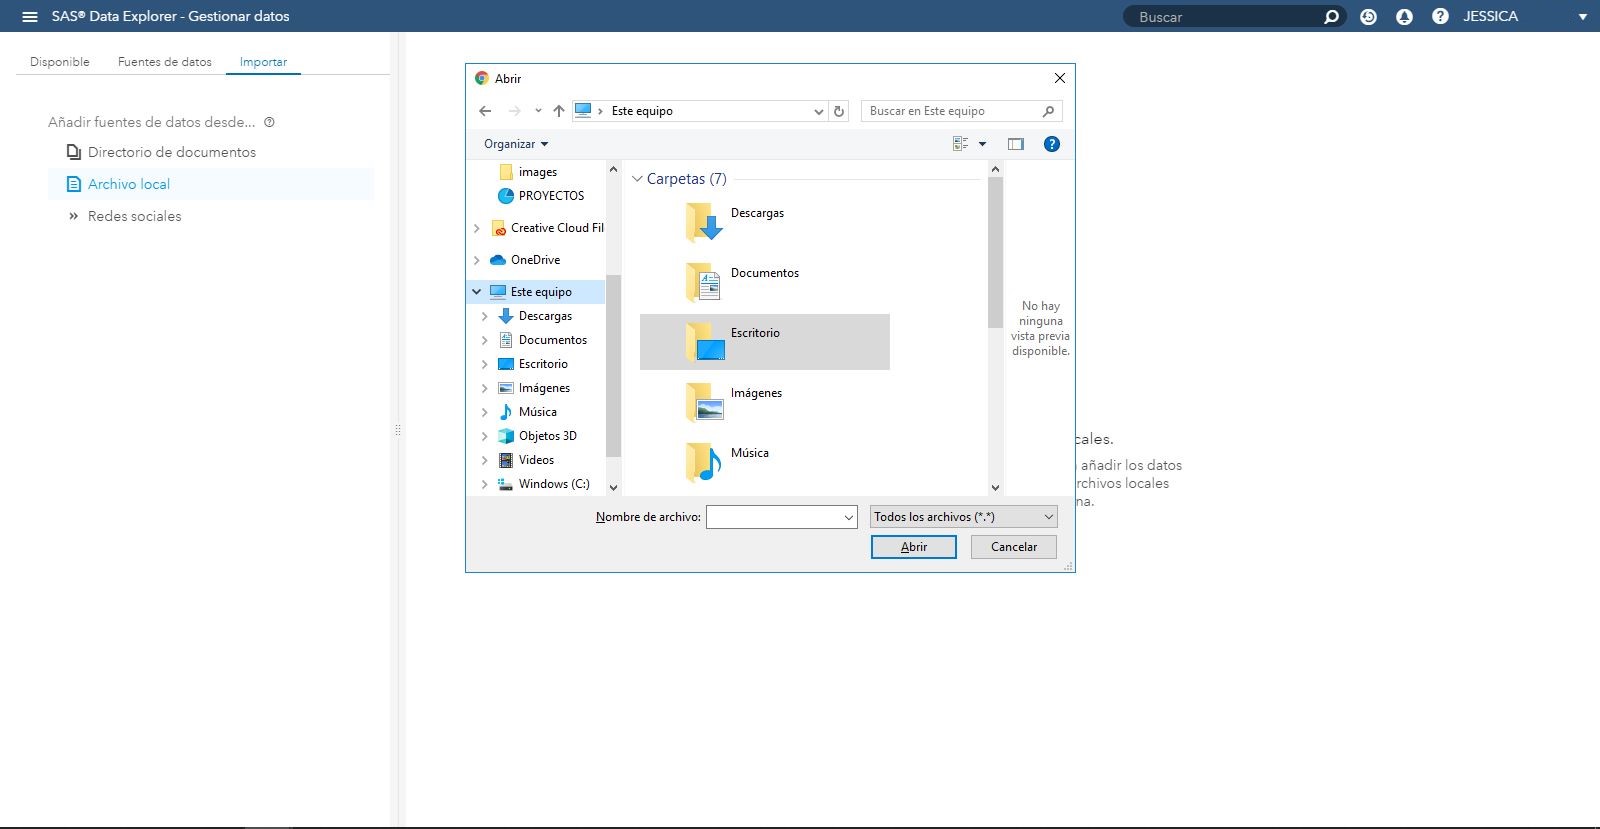 SAS® Data Explorer - Gestionar datos
Buscar
JESSICA
Disponible
Fuentes de datos
Importar
Añadir fuentes de datos desde...
Directorio de documentos
Archivo local
Redes sociales
Abrir
Este equipo
Buscar en Este equipo
Organizar
images
PROYECTOS
Creative Cloud Fil
OneDrive
Este equipo
Descargas
Documentos
Escritorio
Imágenes
Música
Objetos 3D
Videos
Windows (C:)
Carpetas (7)
Descargas
Documentos
Escritorio
Imágenes
Música
No hay
ninguna
vista previa
disponible.
Nombre de archivo:
Todos los archivos (*.*)
Abrir
Cancelar
cales.
añadir los datos
rchivos locales
na.